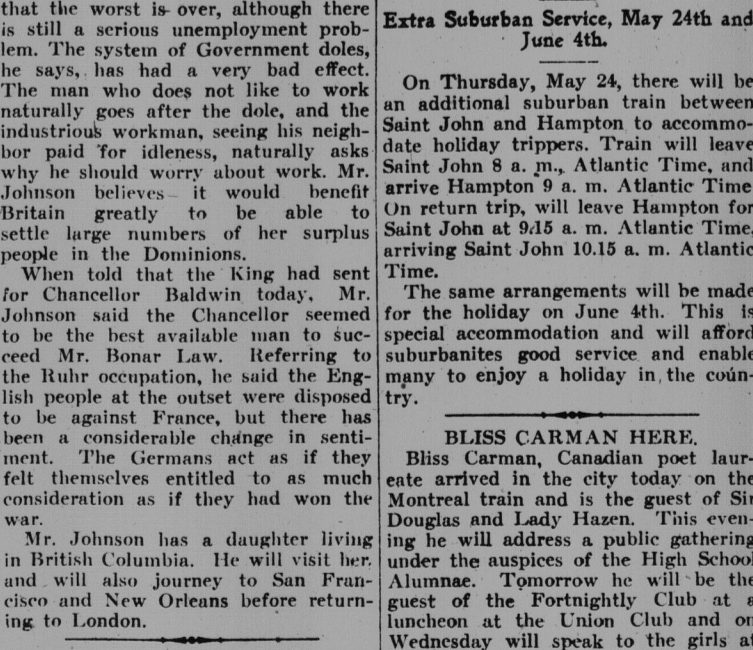 that the worst is over, although there
is still a serious unemployment prob-
lem. The system of Government doles,
he says, has had a very bad effect.
The man who does not like to work
naturally goes after the dole, and the
industrious workman, seeing his neigh-
bor paid for idleness, naturally asks
why he should worry about work. Mr.
Johnson believes it would benefit
Britain greatly to be able to
settle large numbers of her surplus
people in the Dominions.
When told that the King had sent
for Chancellor Baldwin today, Mr.
Johnson said the Chancellor seemed
to be the best available man to suc-
ceed Mr. Bonar Law. Referring to
the Ruhr occupation, he said the Eng-
lish people at the outset were disposed
to be against France, but there has
been a considerable change in senti-
ment. The Germans act as if they
felt themselves entitled to as much
consideration as if they had won the
war.
Mr. Johnson has a daughter living
in British Columbia. He will visit her
and will also journey to San Fran-
cisco and New Orleans before return-
ing to London.
Extra Suburban Service, May 24th and
June 4th.
On Thursday, May 24, there will be
an additional suburban train between
Saint John and Hampton to accommo-
date holiday trippers. Train will leave
Saint John 8 a. m., Atlantic Time, and
arrive Hampton 9 a. m. Atlantic Time
On return trip, will leave Hampton for
Saint John at 9.15 a. m. Atlantic Time,
arriving Saint John 10.15 a. m. Atlantic
Time.
The same arrangements will be made
for the holiday on June 4th. This is
special accommodation and will afford
suburbanites good service and enable
many to enjoy a holiday in the coun-
try.
BLISS CARMAN HERE.
Bliss Carman, Canadian poet laur-
eate arrived in the city today on the
Montreal train and is the guest of Sir
Douglas and Lady Hazen. This even-
ing he will address a public gathering
under the auspices of the High School
Alumnae. Tomorrow he will be the
guest of the Fortnightly Club at a
luncheon at the Union Club and on
Wednesday will speak to the girls at